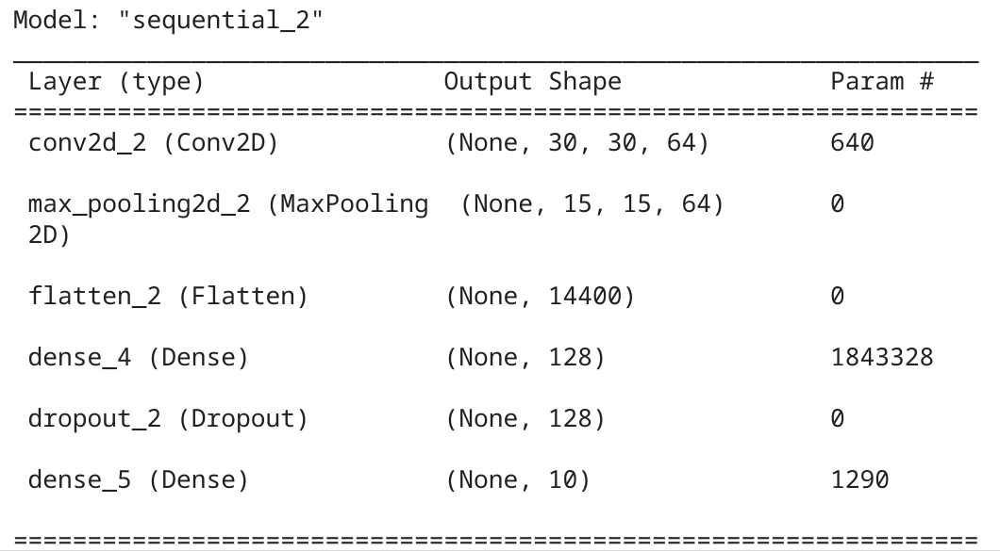 Model: "sequential_2"
_________________________________________________________________
Layer (type) Output Shape Param #
=================================================================
conv2d_2 (Conv2D) (None, 30, 30, 64) 640
max_pooling2d_2 (MaxPooling (None, 15, 15, 64) 0
2D)
flatten_2 (Flatten) (None, 14400) 0
dense_4 (Dense) (None, 128) 1843328
dropout_2 (Dropout) (None, 128) 0
dense_5 (Dense) (None, 10) 1290
=================================================================